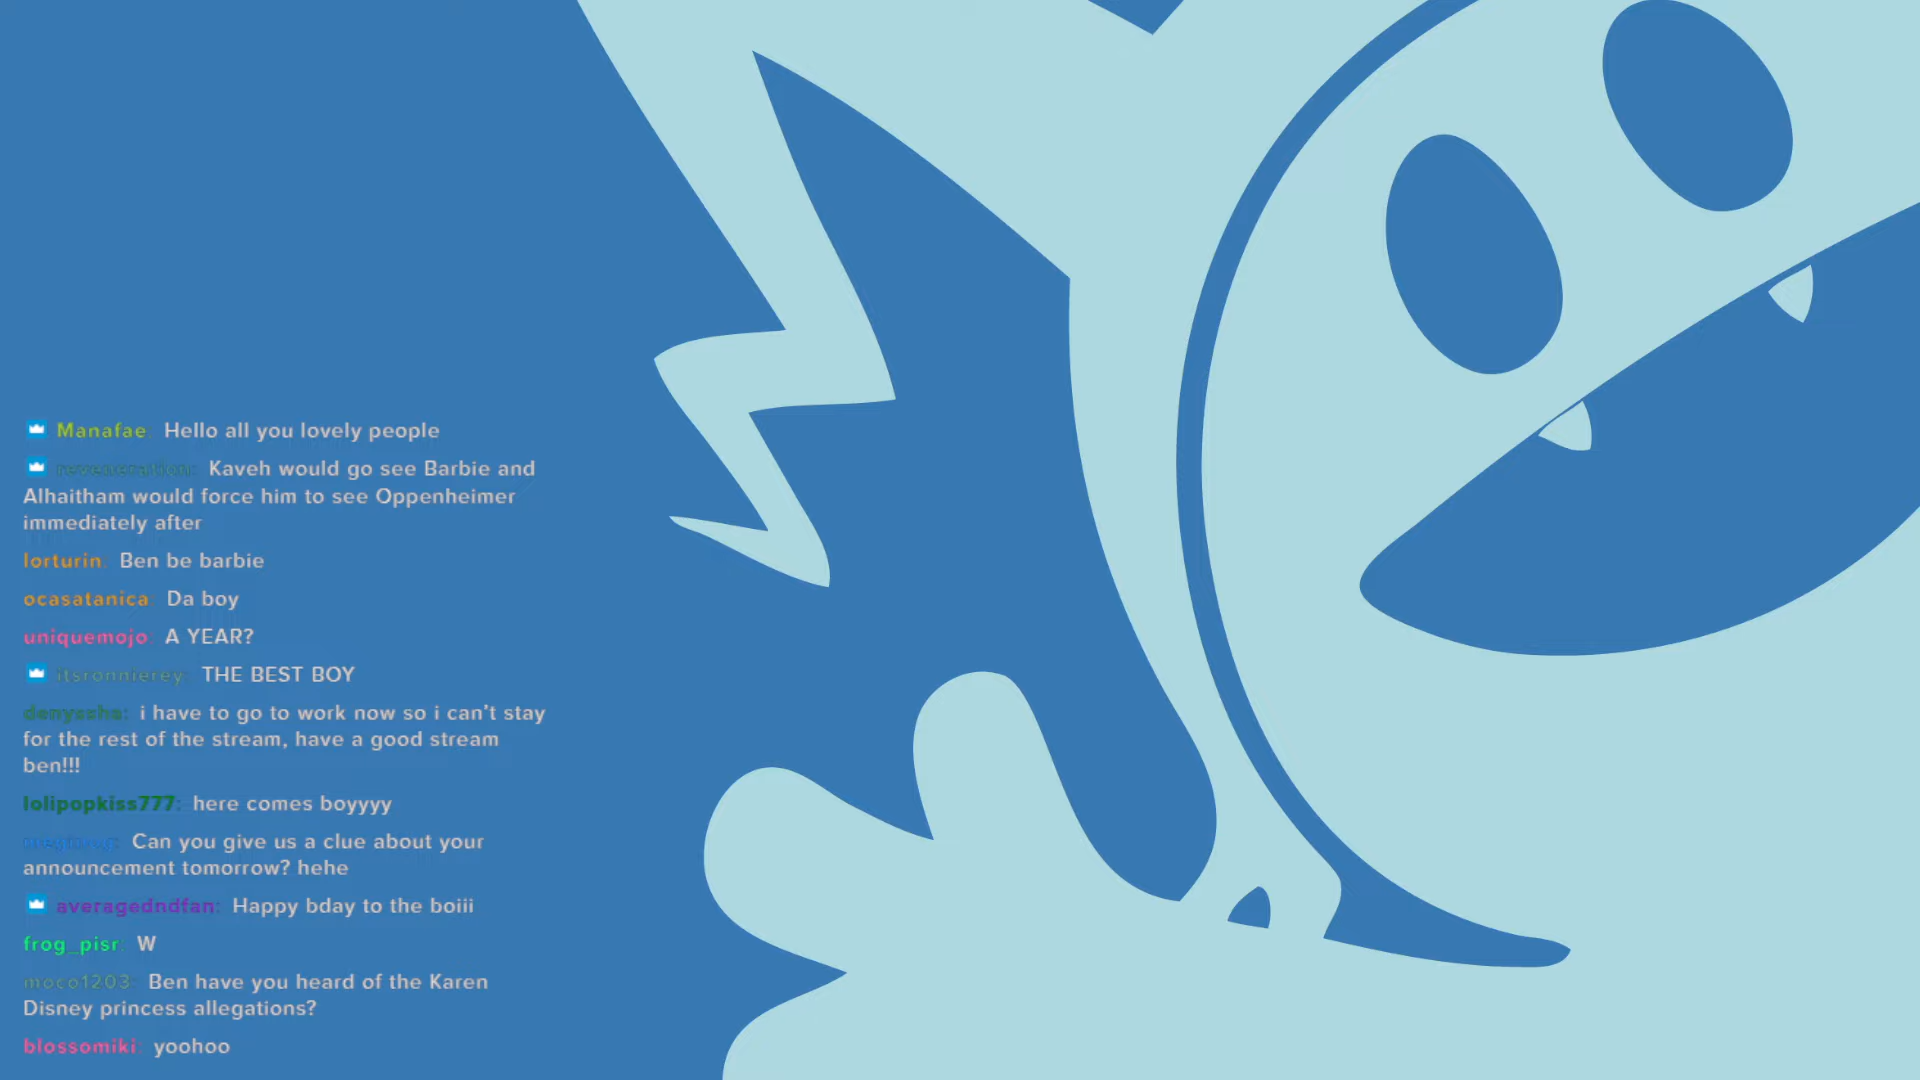 Manafae: Hello all you lovely people
reveneration: Kaveh would go see Barbie and
Alhaitham would force him to see Oppenheimer
immediately after
lorturin: Ben be barbie
ocasatanica: Da boy
uniquemojo: A YEAR?
itsronnierey: THE BEST BOY
i have to go to work now so i can't stay
for the rest of the stream, have a good stream
ben!!!
lolipopkiss777: here comes boyyyy
Can you give us a clue about your
announcement tomorrow? hehe
averagedndfan: Happy bday to the boiii
frog_pisr: W
moco1203: Ben have you heard of the Karen
Disney princess allegations?
blossomiki: yoohoo